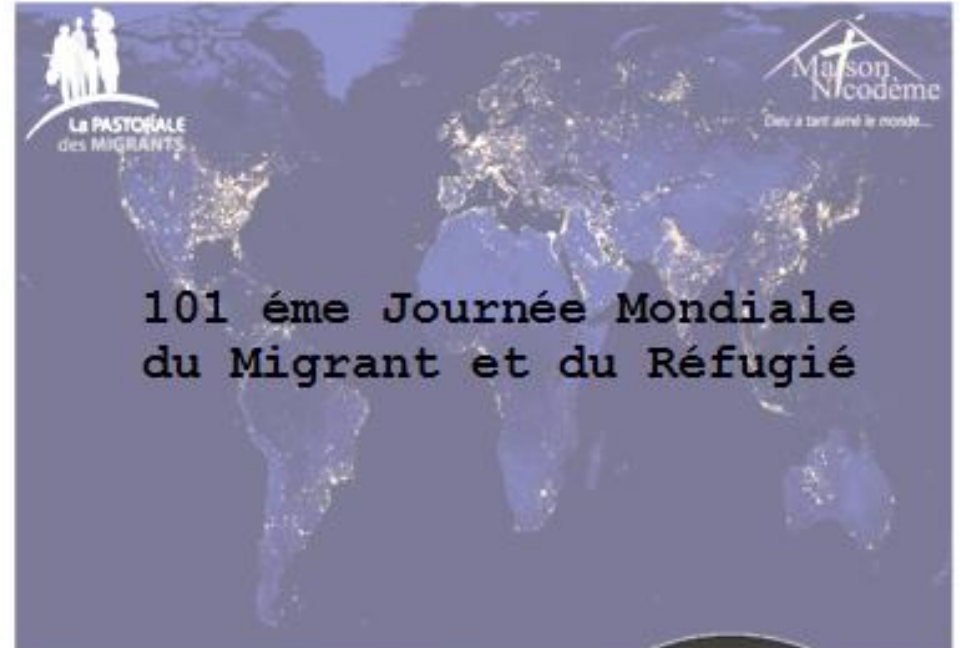 La PASTORALE
des MIGRANTS
Maison
Nicodème
Dieu a tant aimé le monde...
101 éme Journée Mondiale
du Migrant et du Réfugié